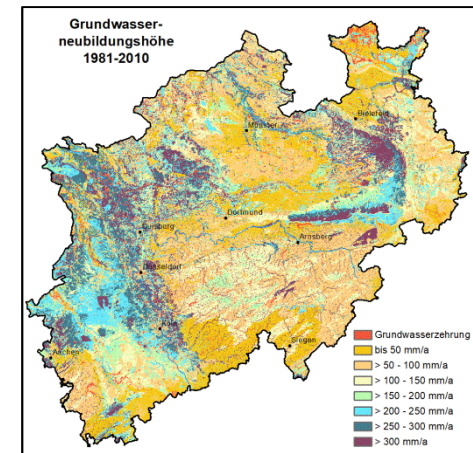 Grundwasser-
neubildungshöhe
1981-2010
Bielefeld
Münster
Dortmund
Duisburg
Arnsberg
Düsseldorf
Köln
Siegen
Aachen
Grundwasserzehrung
bis 50 mm/a
> 50 - 100 mm/a
> 100 - 150 mm/a
> 150 - 200 mm/a
> 200 - 250 mm/a
> 250 - 300 mm/a
> 300 mm/a